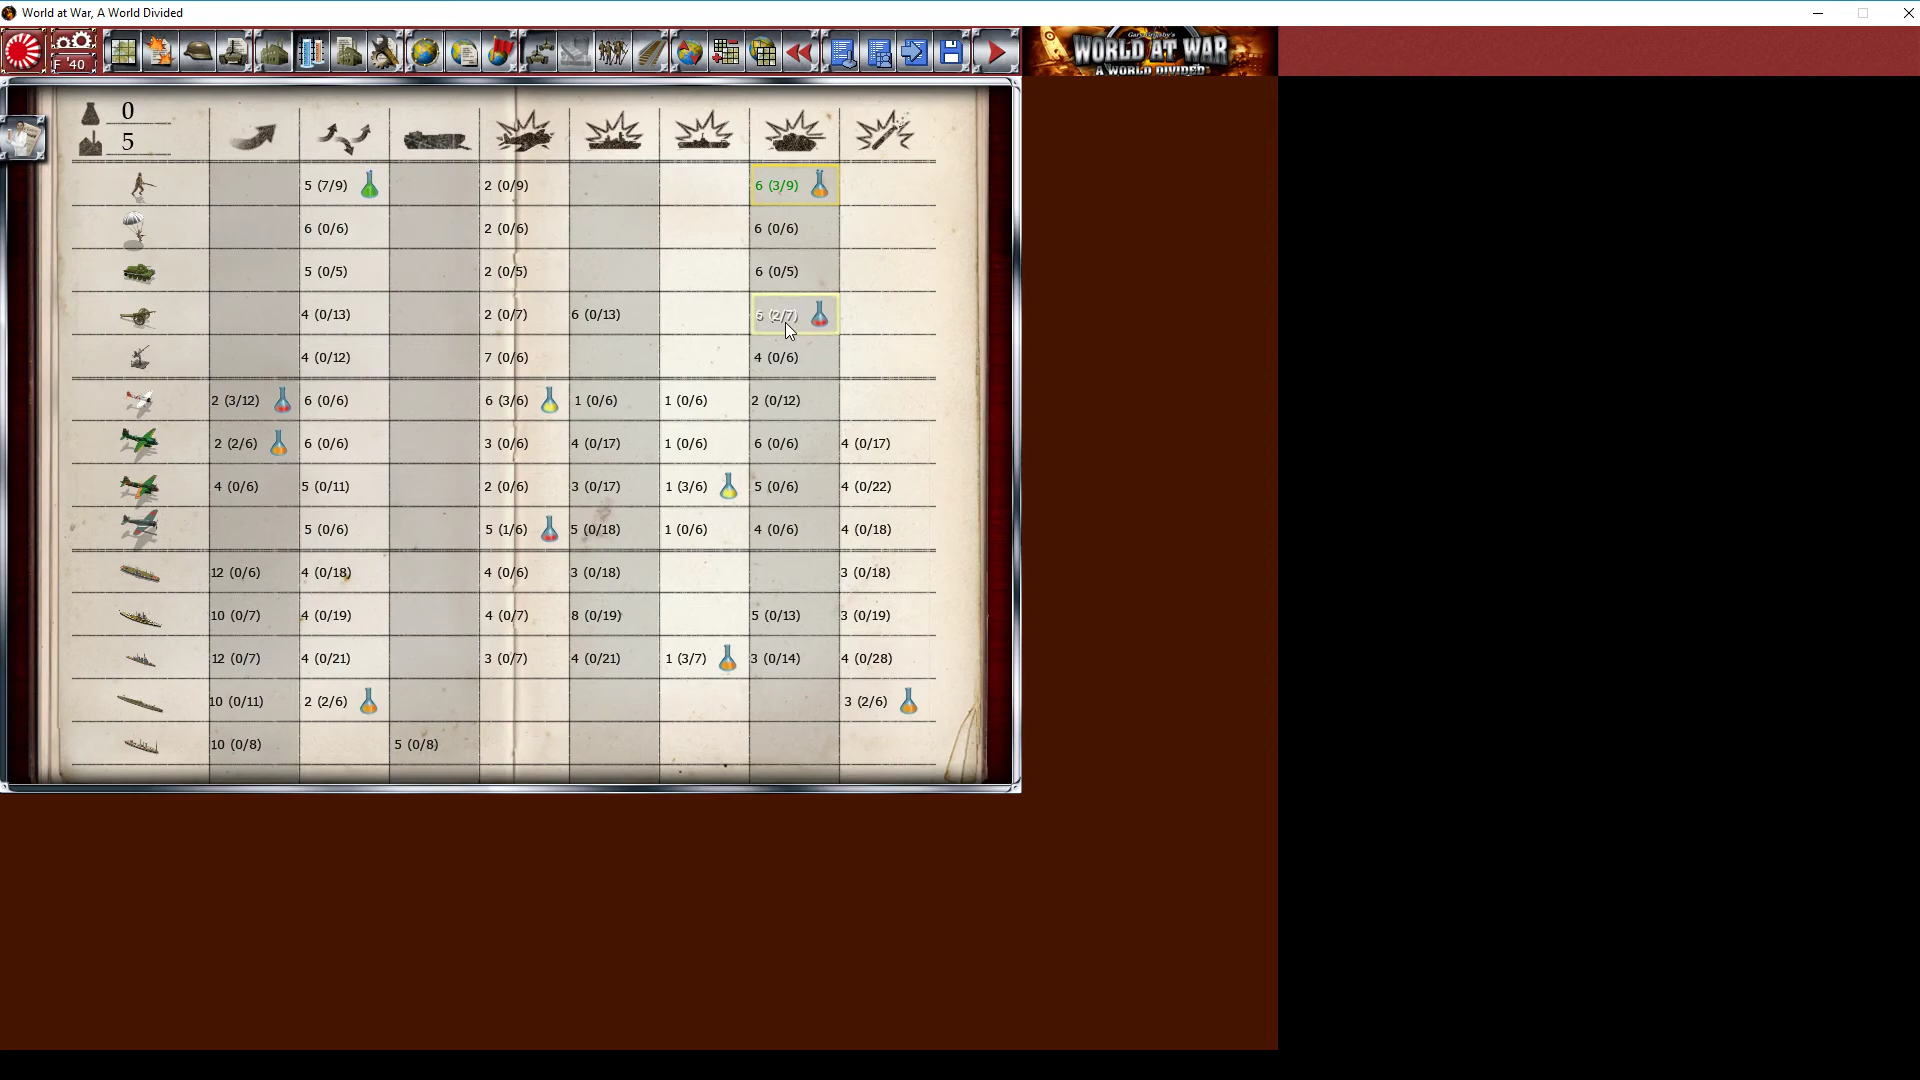 World at War, A World Divided
F '40
Gary Grigsby's
WORLD AT WAR
A WORLD DIVIDED
0
5
5 (7/9) 2 (0/9) 6 (3/9)
6 (0/6) 2 (0/6) 6 (0/6)
5 (0/5) 2 (0/5) 6 (0/5)
4 (0/13) 2 (0/7) 6 (0/13) 5 (2/7)
4 (0/12) 7 (0/6) 4 (0/6)
2 (3/12) 6 (0/6) 6 (3/6) 1 (0/6) 1 (0/6) 2 (0/12)
2 (2/6) 6 (0/6) 3 (0/6) 4 (0/17) 1 (0/6) 6 (0/6) 4 (0/17)
4 (0/6) 5 (0/11) 2 (0/6) 3 (0/17) 1 (3/6) 5 (0/6) 4 (0/22)
5 (0/6) 5 (1/6) 5 (0/18) 1 (0/6) 4 (0/6) 4 (0/18)
12 (0/6) 4 (0/18) 4 (0/6) 3 (0/18) 3 (0/18)
10 (0/7) 4 (0/19) 4 (0/7) 8 (0/19) 5 (0/13) 3 (0/19)
12 (0/7) 4 (0/21) 3 (0/7) 4 (0/21) 1 (3/7) 3 (0/14) 4 (0/28)
10 (0/11) 2 (2/6) 3 (2/6)
10 (0/8) 5 (0/8)